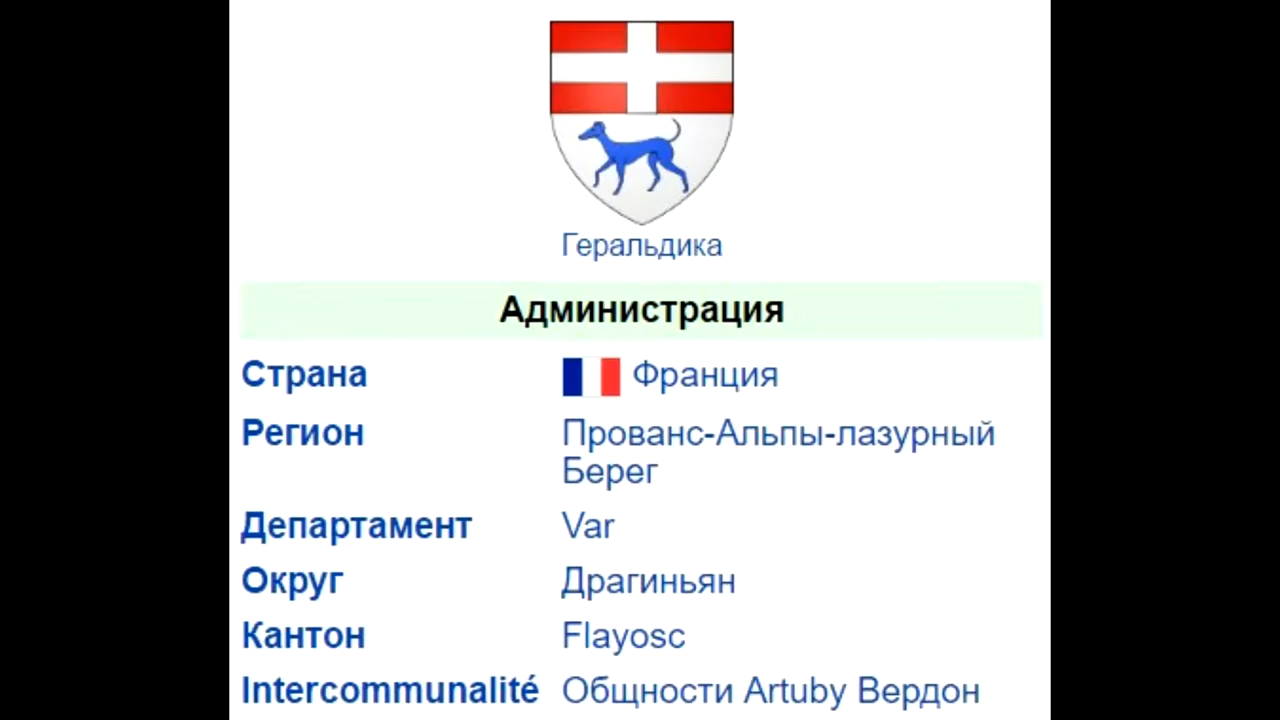 Геральдика
Администрация
Страна Франция
Регион Прованс-Альпы-лазурный
Берег
Департамент Var
Округ Драгиньян
Кантон Flayosc
Intercommunalité Общности Artuby Вердон